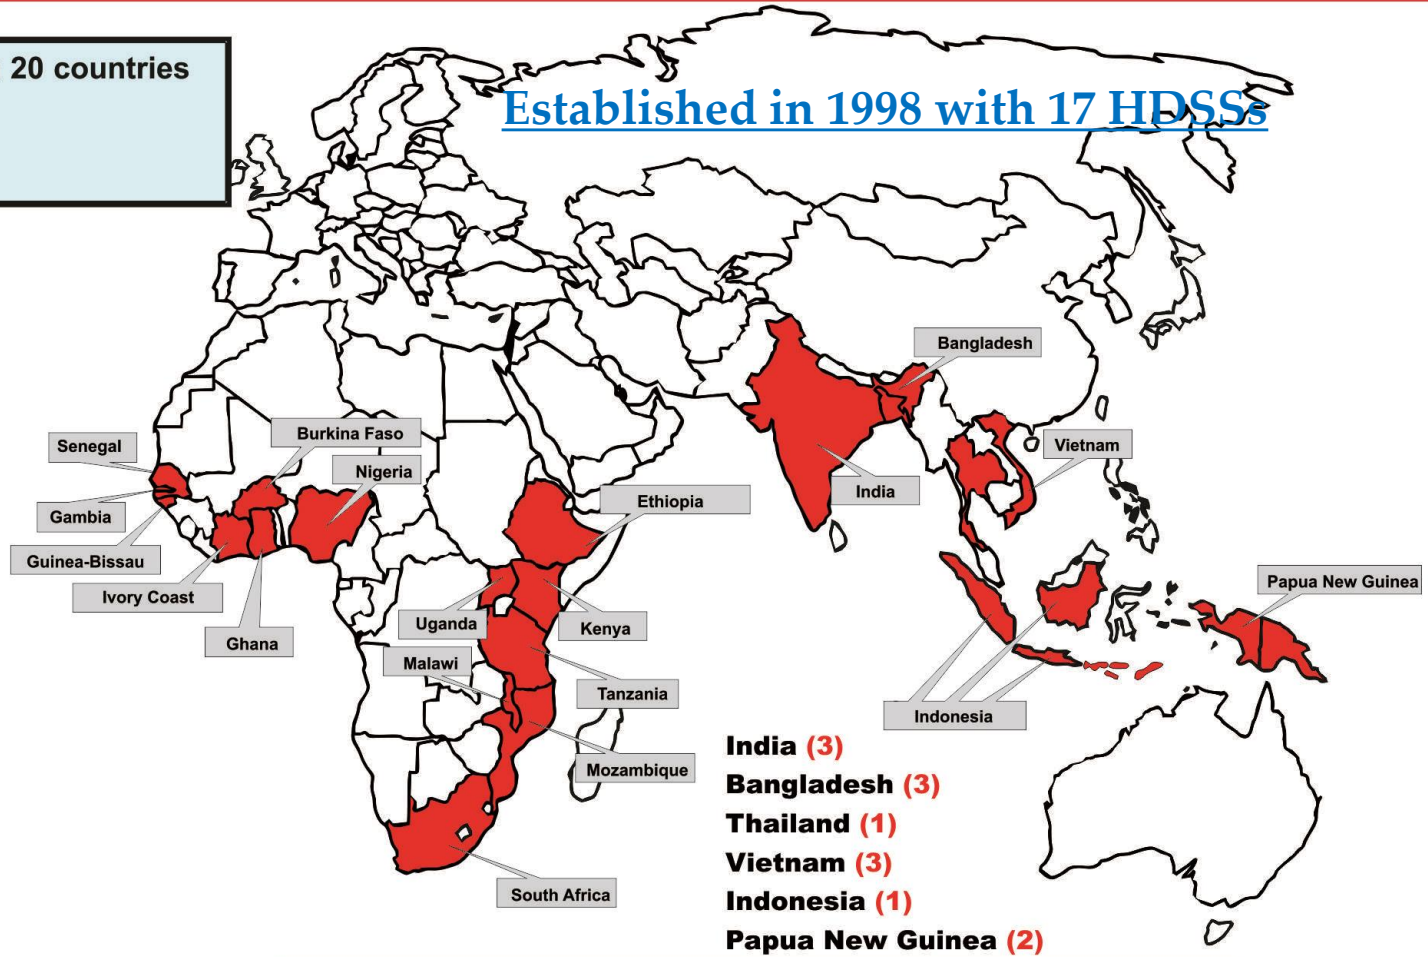 20 countries
Established in 1998 with 17 HDSSs
Bangladesh
Senegal
Burkina Faso
Nigeria
Vietnam
India
Ethiopia
Gambia
Guinea-Bissau
Ivory Coast
Papua New Guinea
Uganda
Kenya
Ghana
Malawi
Tanzania
Indonesia
Mozambique
South Africa
India (3)
Bangladesh (3)
Thailand (1)
Vietnam (3)
Indonesia (1)
Papua New Guinea (2)